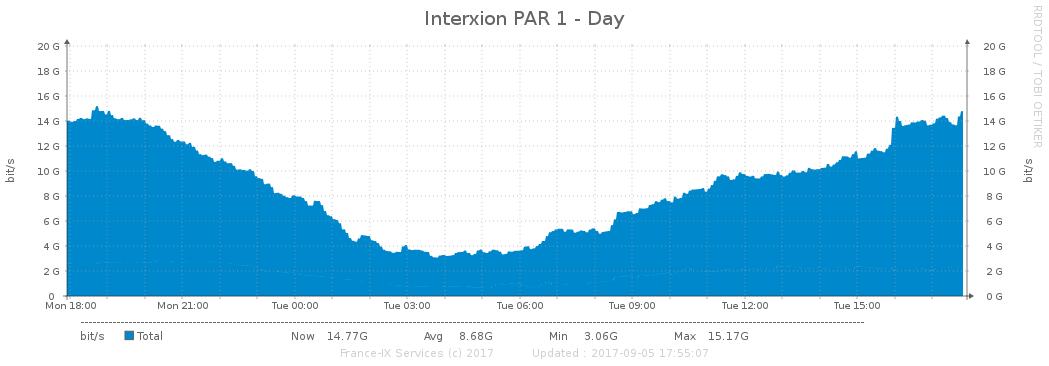 Interxion PAR 1 - Day
RRDTOOL / TOBI OETIKER
bit/s
bit/s
20 G 20 G
18 G 18 G
16 G 16 G
14 G 14 G
12 G 12 G
10 G 10 G
8 G 8 G
6 G 6 G
4 G 4 G
2 G 2 G
0 0 G
Mon 18:00 Mon 21:00 Tue 00:00 Tue 03:00 Tue 06:00 Tue 09:00 Tue 12:00 Tue 15:00
bit/s Total Now 14.77G Avg 8.68G Min 3.06G Max 15.17G
France-IX Services (c) 2017 Updated : 2017-09-05 17:55:07